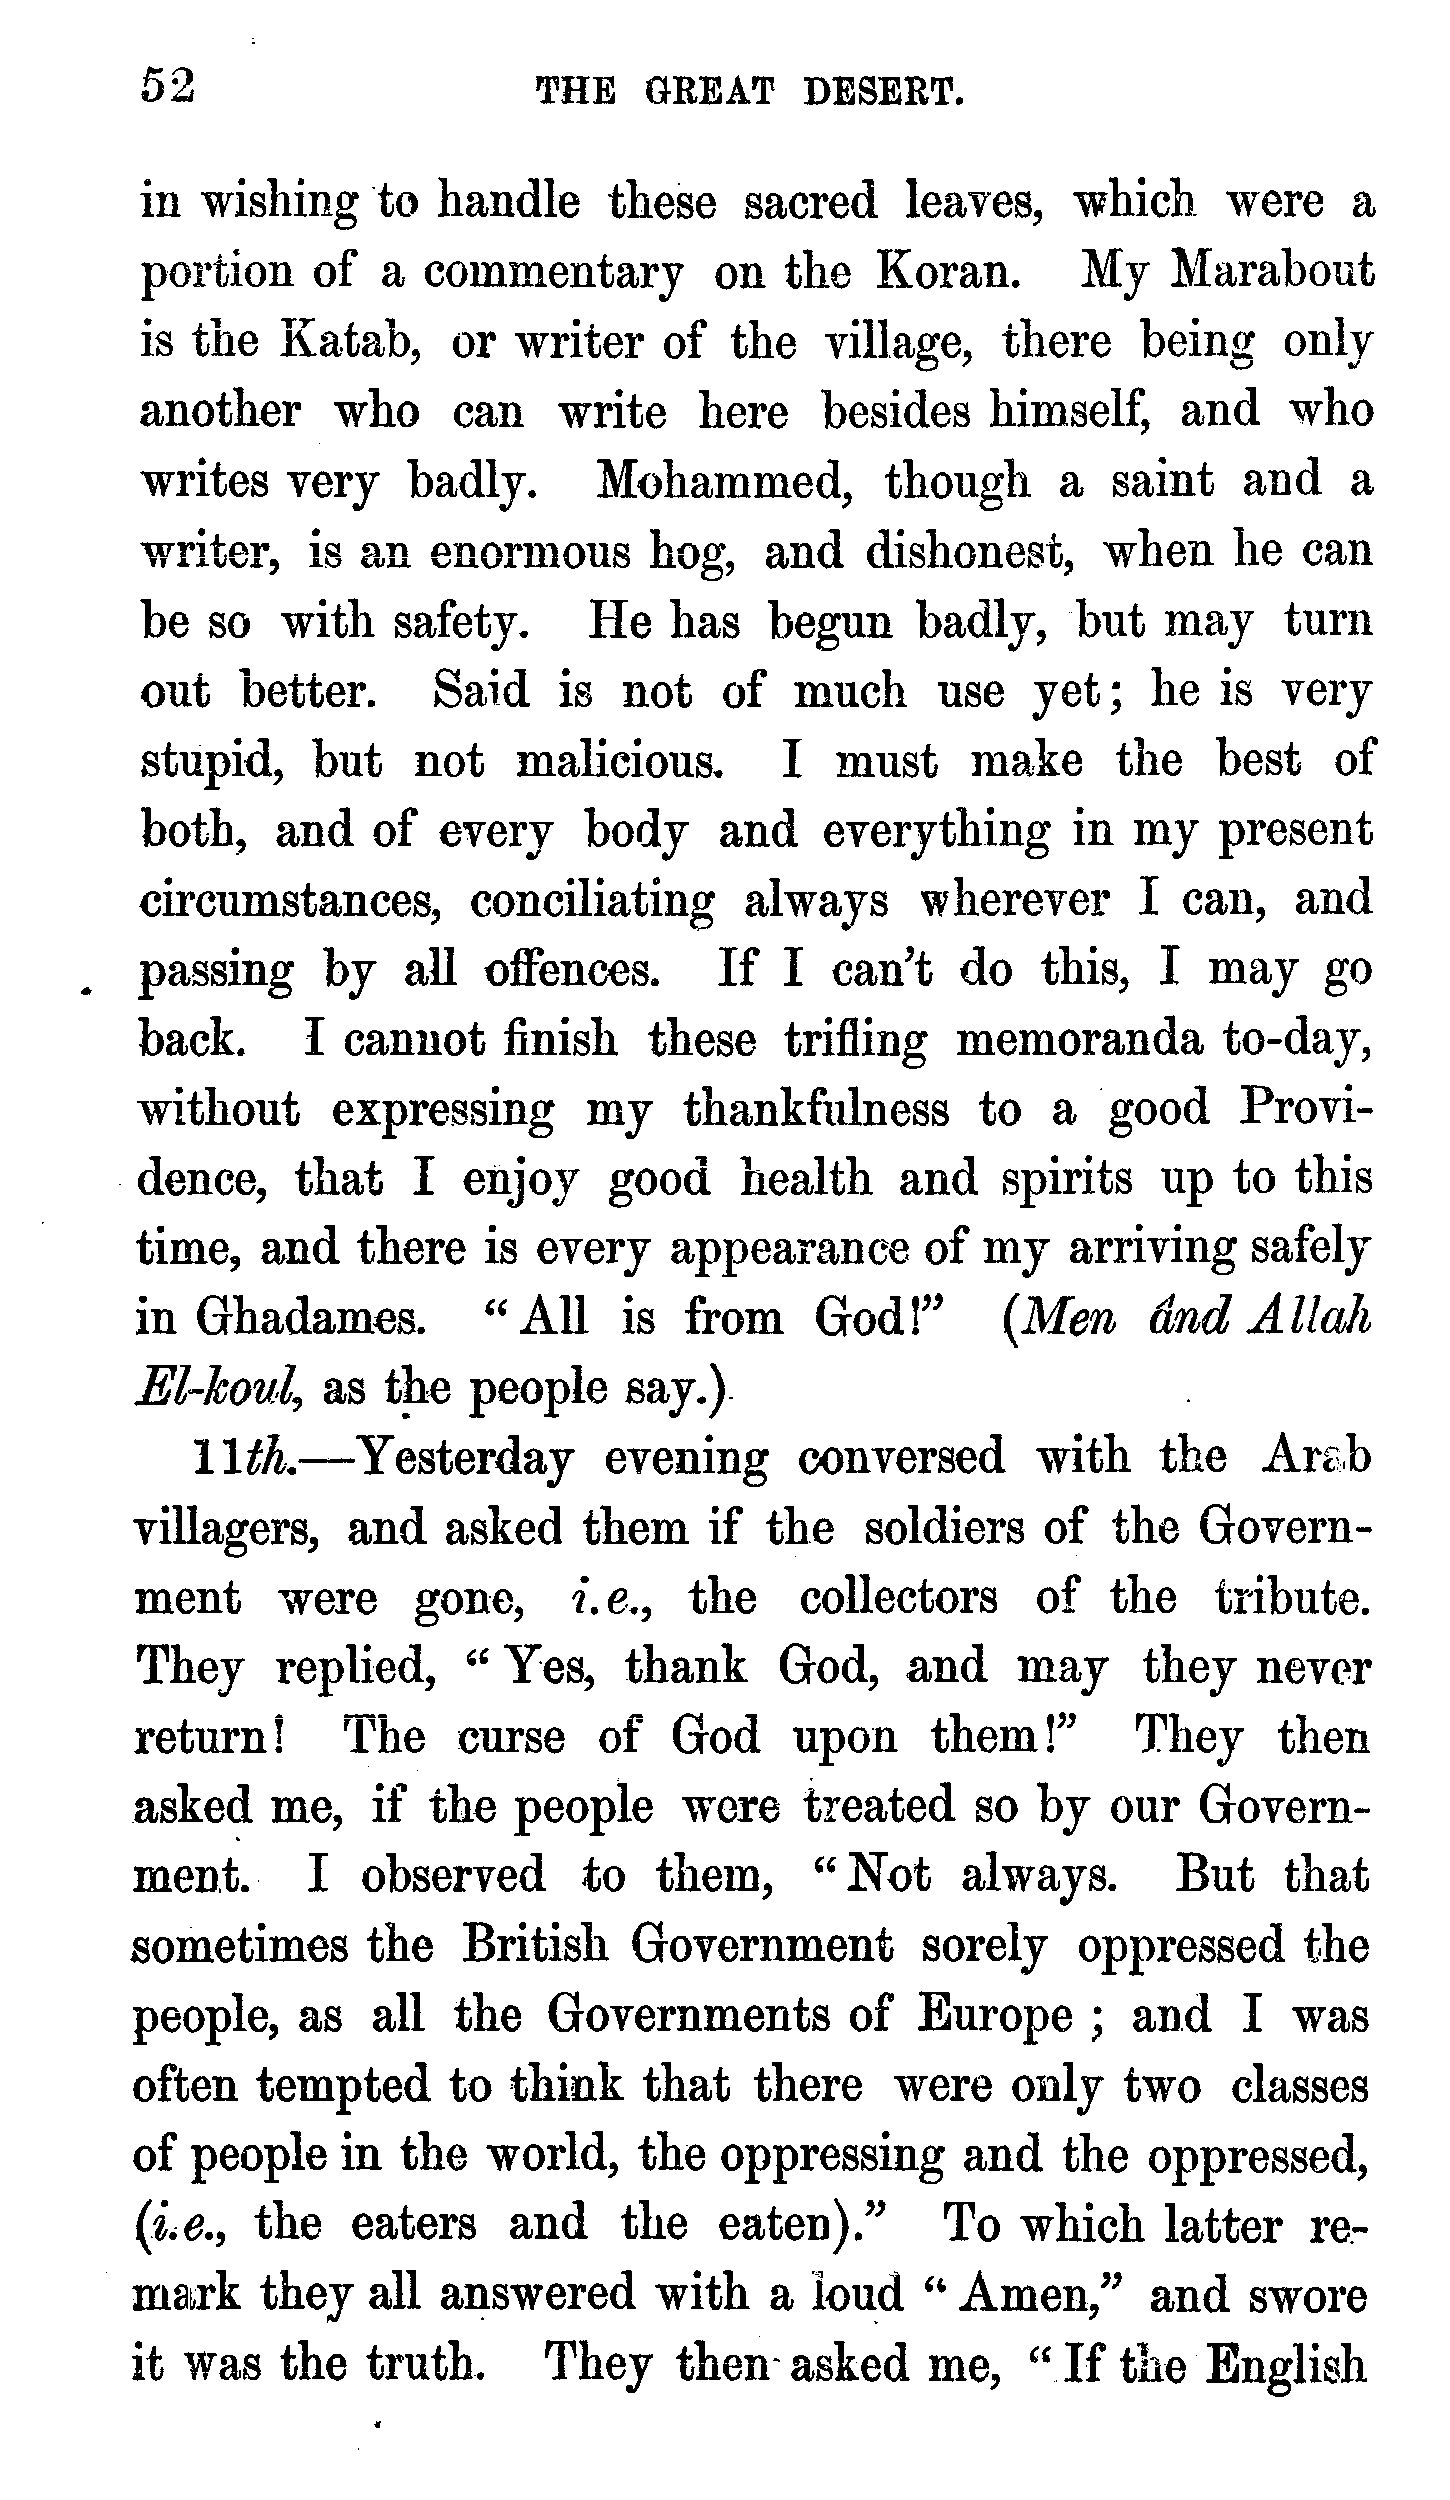 52 THE GREAT DESERT.
in wishing to handle these sacred leaves, which were a
portion of a commentary on the Koran. My Marabout
is the Katab, or writer of the village, there being only
another who can write here besides himself, and who
writes very badly. Mohammed, though a saint and a
writer, is an enormous hog, and dishonest, when he can
be so with safety. He has begun badly, but may turn
out better. Said is not of much use yet; he is very
stupid, but not malicious. I must make the best of
both, and of every body and everything in my present
circumstances, conciliating always wherever I can, and
passing by all offences. If I can't do this, I may go
back. I cannot finish these trifling memoranda to-day,
without expressing my thankfulness to a good Provi-
dence, that I enjoy good health and spirits up to this
time, and there is every appearance of my arriving safely
in Ghadames. “All is from God!” (Men ând Allah
El-koul, as the people say.)
11th.—Yesterday evening conversed with the Arab
villagers, and asked them if the soldiers of the Govern-
ment were gone, i.e., the collectors of the tribute.
They replied, “Yes, thank God, and may they never
return! The curse of God upon them!” They then
asked me, if the people were treated so by our Govern-
ment. I observed to them, “Not always. But that
sometimes the British Government sorely oppressed the
people, as all the Governments of Europe; and I was
often tempted to think that there were only two classes
of people in the world, the oppressing and the oppressed,
(i.e., the eaters and the eaten).” To which latter re-
mark they all answered with a loud “Amen,” and swore
it was the truth. They then asked me, “If the English